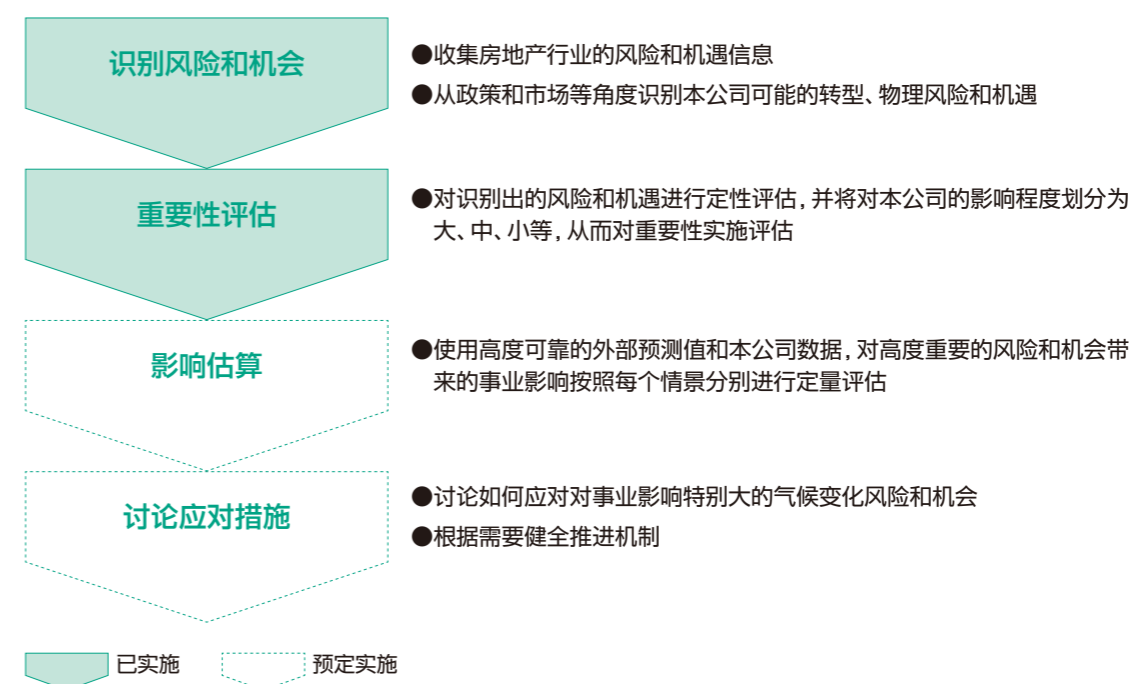 识别风险和机会
●收集房地产行业的风险和机遇信息
●从政策和市场等角度识别本公司可能的转型、物理风险和机遇
重要性评估
●对识别出的风险和机遇进行定性评估，并将对本公司的影响程度划分为
大、中、小等，从而对重要性实施评估
影响估算
●使用高度可靠的外部预测值和本公司数据，对高度重要的风险和机会带
来的事业影响按照每个情景分别进行定量评估
讨论应对措施
●讨论如何应对对事业影响特别大的气候变化风险和机会
●根据需要健全推进机制
已实施
预定实施